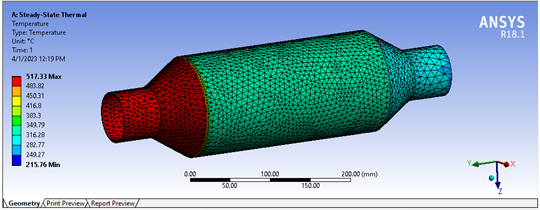 A: Steady-State Thermal
Temperature
Type: Temperature
Unit: °C
Time: 1
4/1/2023 12:19 PM
517.33 Max
483.82
450.31
416.8
383.3
349.79
316.28
282.77
249.27
215.76 Min
ANSYS
R18.1
0.00
50.00
100.00
150.00
200.00 (mm)
Y
X
Z
Geometry Print Preview Report Preview